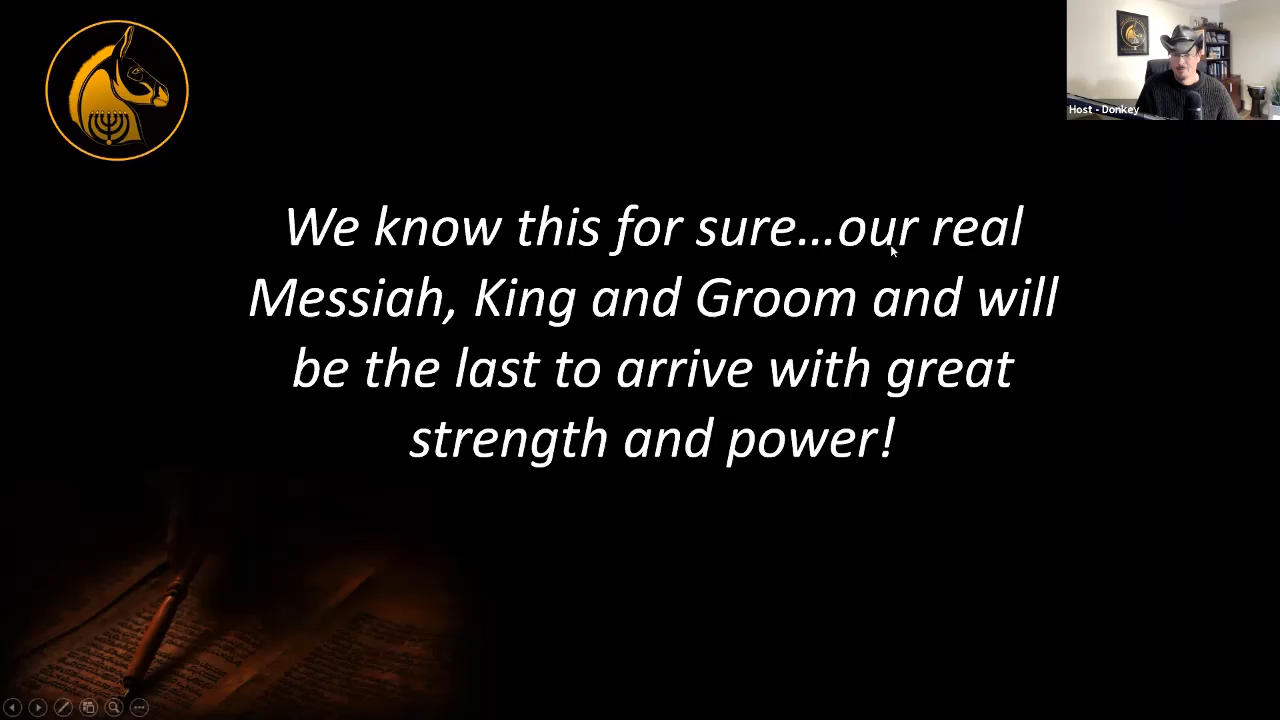 Host - Donkey
We know this for sure...our real
Messiah, King and Groom and will
be the last to arrive with great
strength and power!